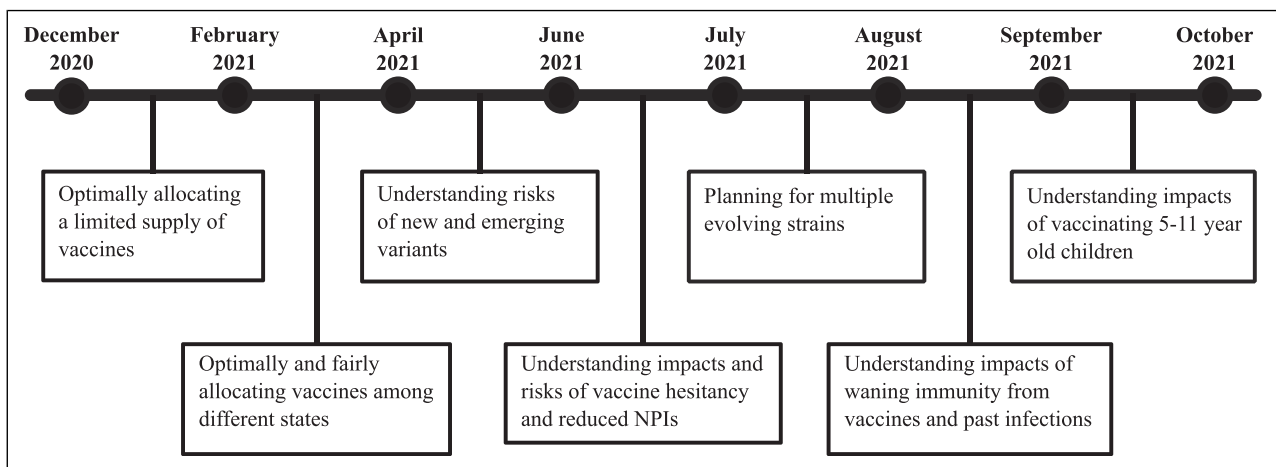 December 2020
February 2021
April 2021
June 2021
July 2021
August 2021
September 2021
October 2021
Optimally allocating
a limited supply of
vaccines
Understanding risks
of new and emerging
variants
Planning for multiple
evolving strains
Understanding impacts
of vaccinating 5-11 year
old children
Optimally and fairly
allocating vaccines among
different states
Understanding impacts and
risks of vaccine hesitancy
and reduced NPIs
Understanding impacts of
waning immunity from
vaccines and past infections